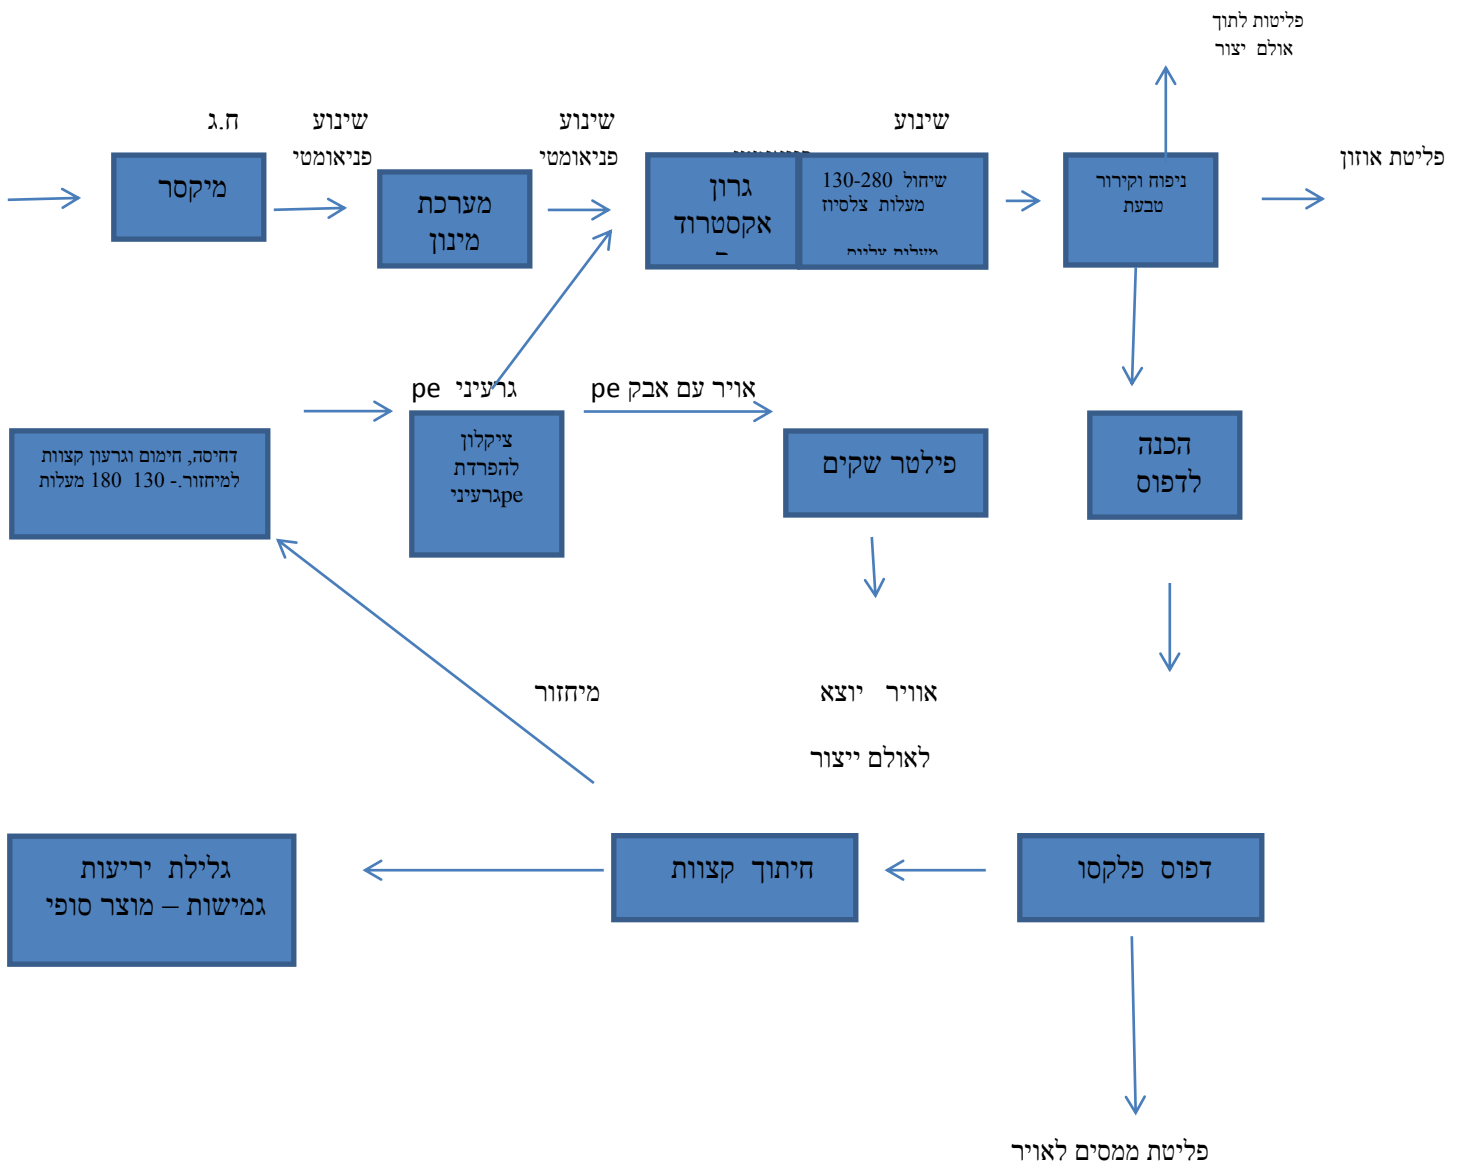 פליטות לתוך
אולם יצור
ח.ג
שינוע
פניאומטי
שינוע
פניאומטי
שינוע
פליטת אוזון
מיקסר
מערכת
מינון
גרון
אקסטרוד
שיחול 130-280
מעלות צלסיוז
מעלות צלזיוס
ניפוח וקירור
טבעת
גרעיני pe
אויר עם אבק pe
דחיסה, חימום וגרעון קצוות
למיחזור.- 130 180 מעלות
ציקלון
להפרדת
גרעיניpe
פילטר שקים
הכנה
לדפוס
מיחזור
אוויר יוצא
לאולם ייצור
דפוס פלקסו
חיתוך קצוות
גלילת יריעות
גמישות – מוצר סופי
פליטת ממסים לאויר